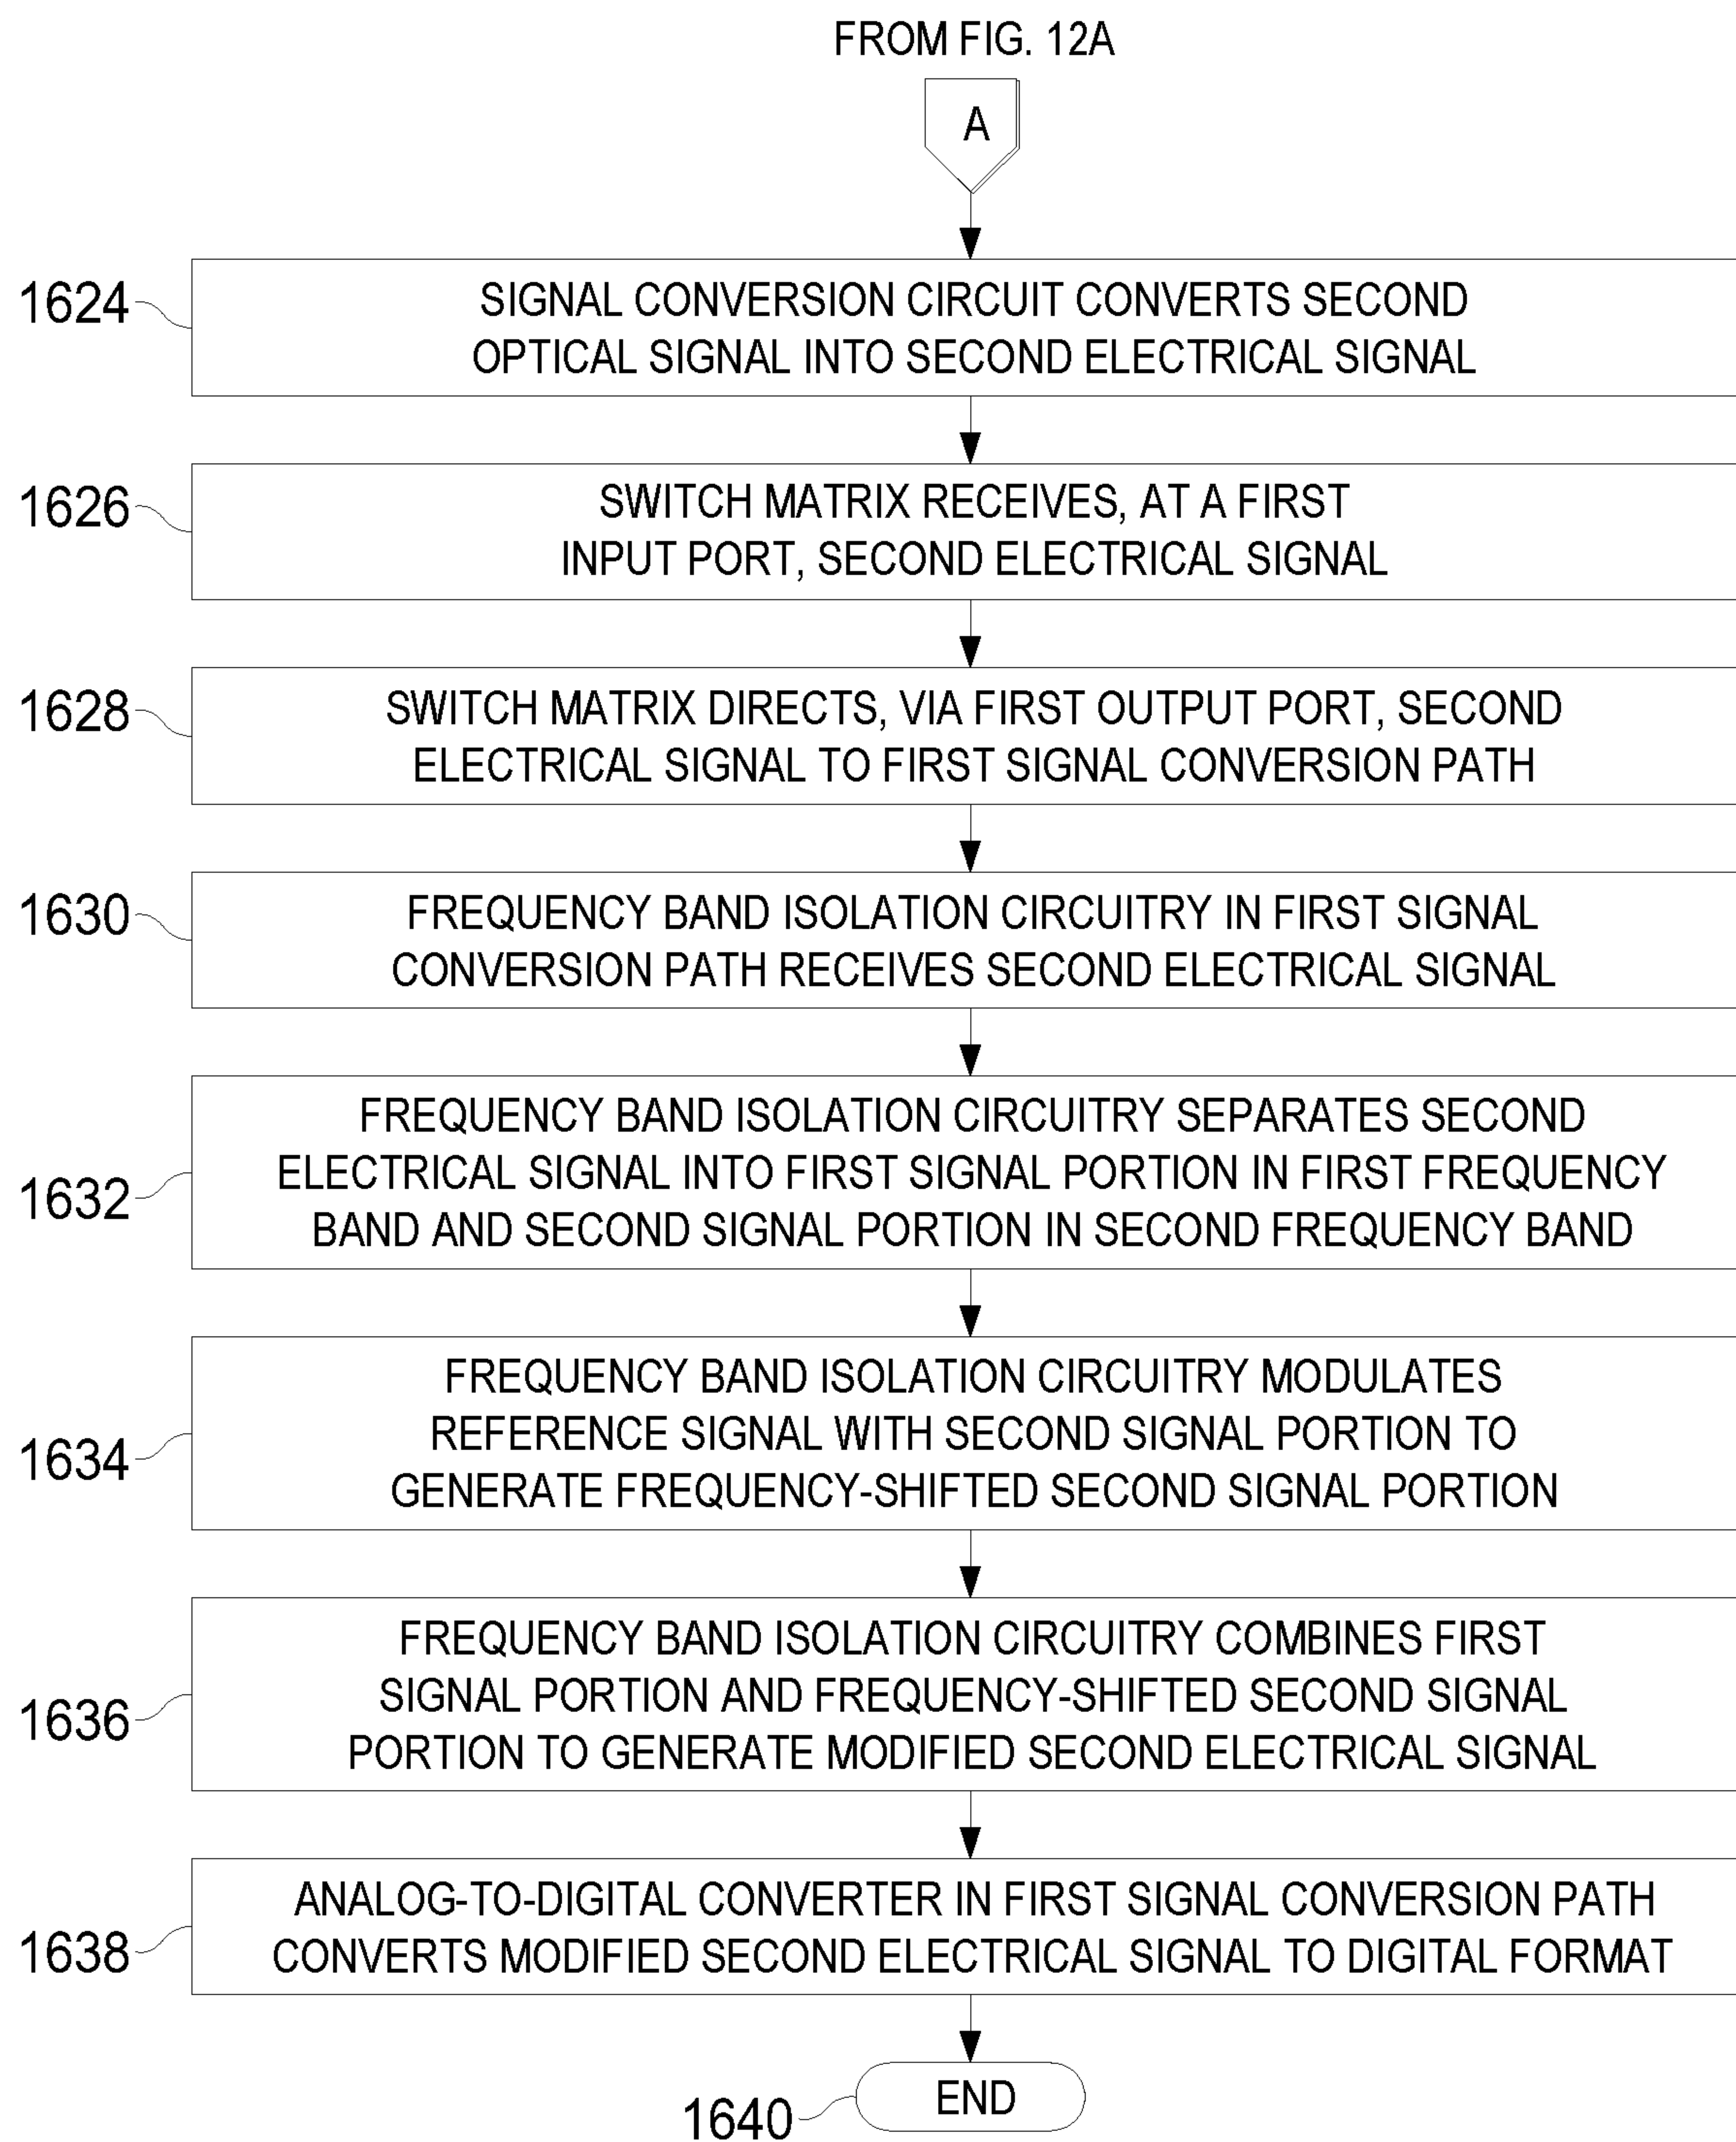 FROM FIG. 12A
A
1624
SIGNAL CONVERSION CIRCUIT CONVERTS SECOND
OPTICAL SIGNAL INTO SECOND ELECTRICAL SIGNAL
1626
SWITCH MATRIX RECEIVES, AT A FIRST
INPUT PORT, SECOND ELECTRICAL SIGNAL
1628
SWITCH MATRIX DIRECTS, VIA FIRST OUTPUT PORT, SECOND
ELECTRICAL SIGNAL TO FIRST SIGNAL CONVERSION PATH
1630
FREQUENCY BAND ISOLATION CIRCUITRY IN FIRST SIGNAL
CONVERSION PATH RECEIVES SECOND ELECTRICAL SIGNAL
1632
FREQUENCY BAND ISOLATION CIRCUITRY SEPARATES SECOND
ELECTRICAL SIGNAL INTO FIRST SIGNAL PORTION IN FIRST FREQUENCY
BAND AND SECOND SIGNAL PORTION IN SECOND FREQUENCY BAND
1634
FREQUENCY BAND ISOLATION CIRCUITRY MODULATES
REFERENCE SIGNAL WITH SECOND SIGNAL PORTION TO
GENERATE FREQUENCY-SHIFTED SECOND SIGNAL PORTION
1636
FREQUENCY BAND ISOLATION CIRCUITRY COMBINES FIRST
SIGNAL PORTION AND FREQUENCY-SHIFTED SECOND SIGNAL
PORTION TO GENERATE MODIFIED SECOND ELECTRICAL SIGNAL
1638
ANALOG-TO-DIGITAL CONVERTER IN FIRST SIGNAL CONVERSION PATH
CONVERTS MODIFIED SECOND ELECTRICAL SIGNAL TO DIGITAL FORMAT
1640
END